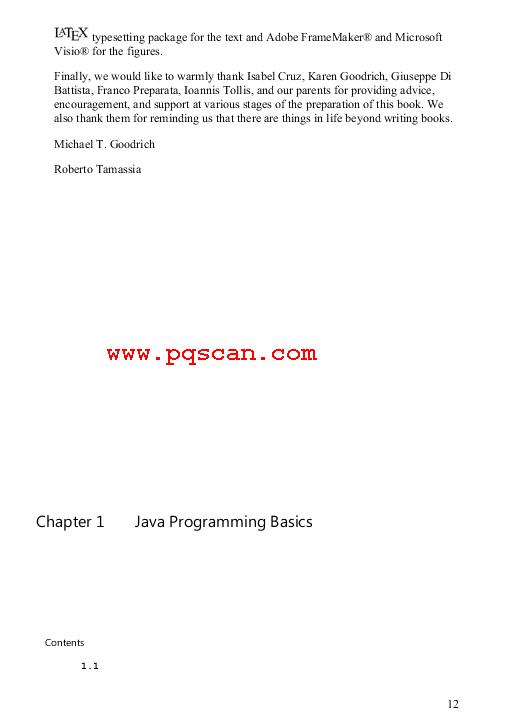 LATEX typesetting package for the text and Adobe FrameMaker® and Microsoft
Visio® for the figures.
Finally, we would like to warmly thank Isabel Cruz, Karen Goodrich, Giuseppe Di
Battista, Franco Preparata, Ioannis Tollis, and our parents for providing advice,
encouragement, and support at various stages of the preparation of this book. We
also thank them for reminding us that there are things in life beyond writing books.
Michael T. Goodrich
Roberto Tamassia
www.pqscan.com
Chapter 1 Java Programming Basics
Contents
1.1
12